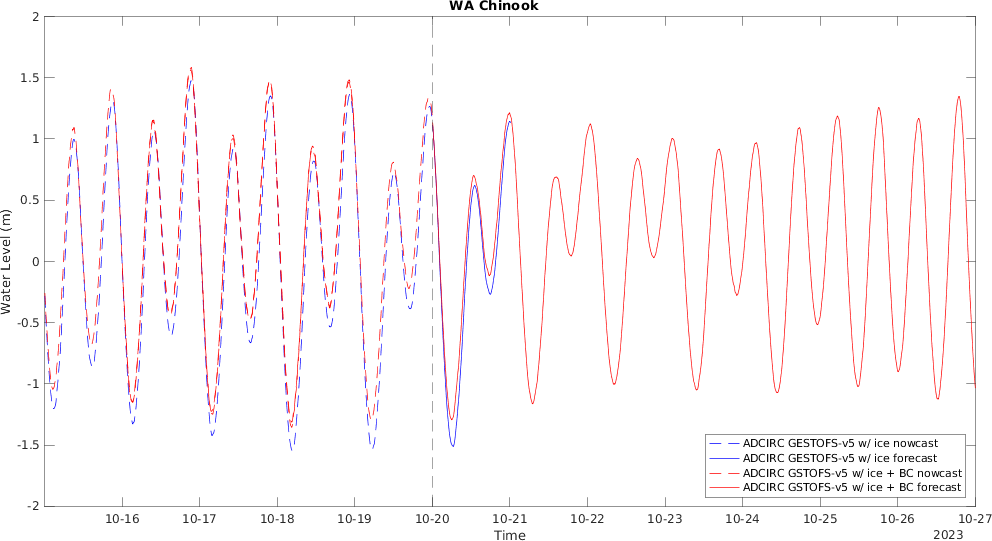 WA Chinook
2
1.5
1
0.5
0
-0.5
-1
-1.5
-2
Water Level (m)
10-16 10-17 10-18 10-19 10-20 10-21 10-22 10-23 10-24 10-25 10-26 10-27
Time
2023
ADCIRC GESTOFS-v5 w/ ice nowcast
ADCIRC GESTOFS-v5 w/ ice forecast
ADCIRC GSTOFS-v5 w/ ice + BC nowcast
ADCIRC GSTOFS-v5 w/ ice + BC forecast